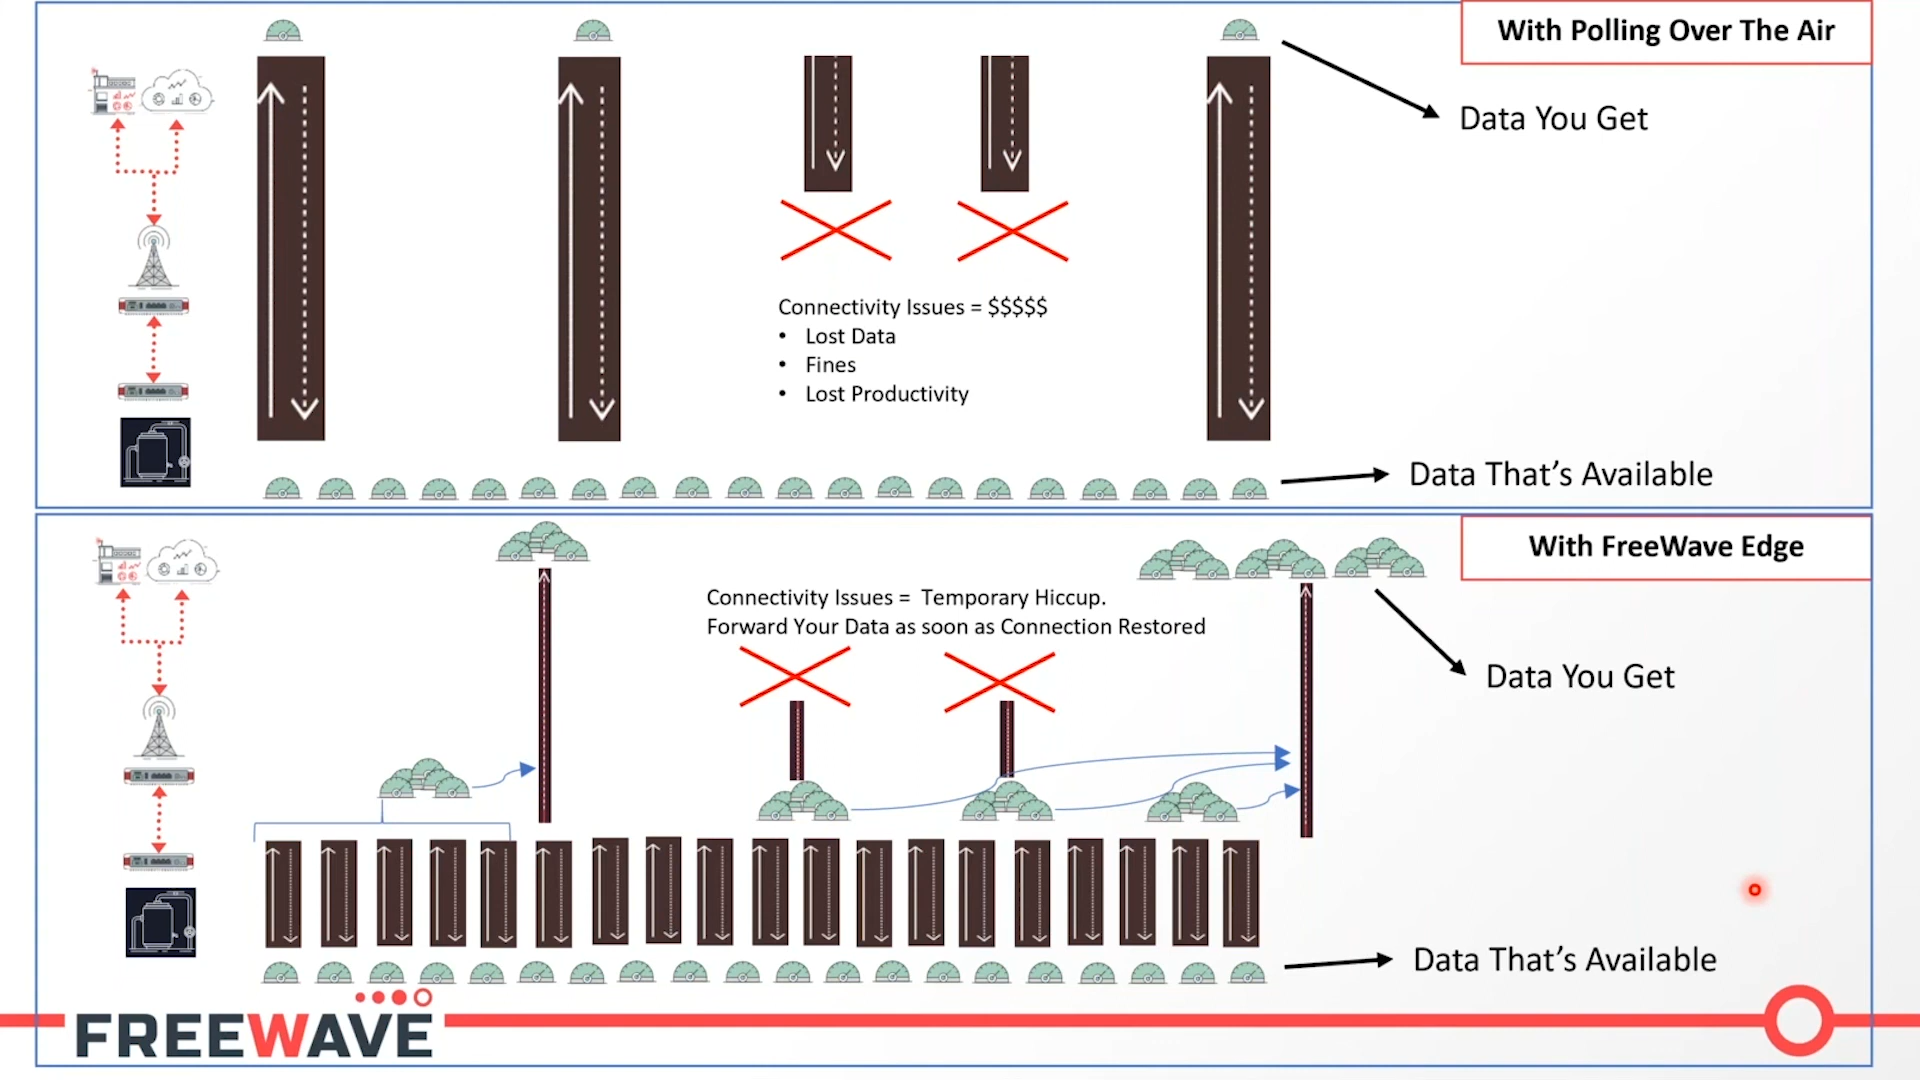 With Polling Over The Air
Data You Get
Connectivity Issues = $$$$$
• Lost Data
• Fines
• Lost Productivity
Data That's Available
With FreeWave Edge
Connectivity Issues =  Temporary Hiccup.
Forward Your Data as soon as Connection Restored
Data You Get
Data That's Available
FREEWAVE